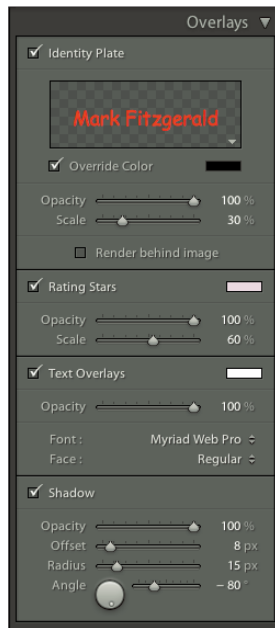 Overlays
Identity Plate
Mark Fitzgerald
Override Color
Opacity 100 %
Scale 30 %
Render behind image
Rating Stars
Opacity 100 %
Scale 60 %
Text Overlays
Opacity 100 %
Font : Myriad Web Pro
Face : Regular
Shadow
Opacity 100 %
Offset 8 px
Radius 15 px
Angle – 80 °